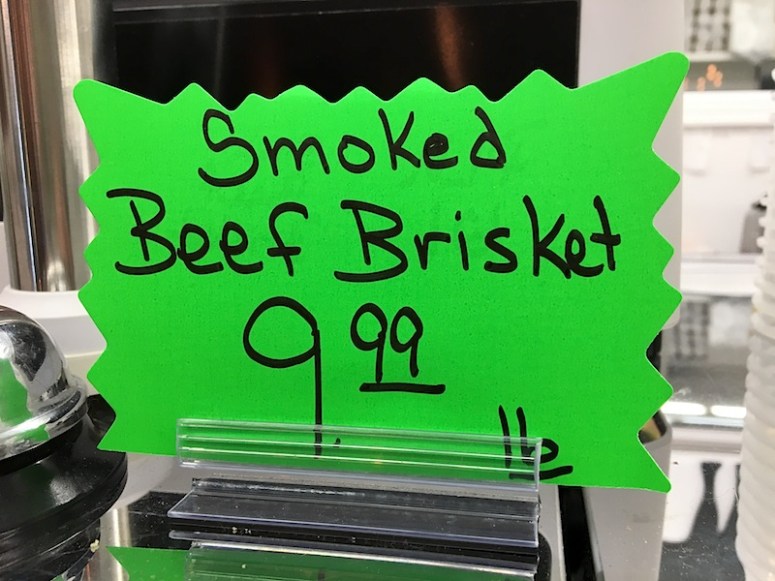 Smoked
Beef Brisket
9.99
lb